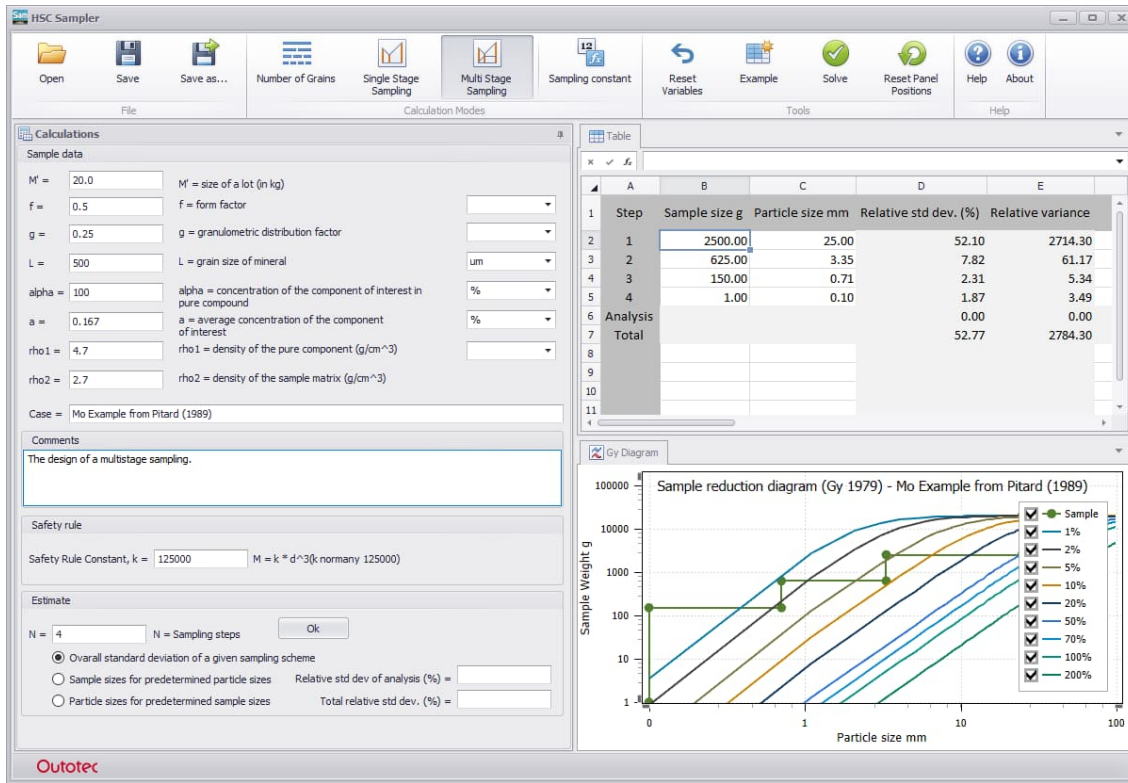 HSC Sampler
Open
Save
Save as...
Number of Grains
Single Stage
Sampling
Multi Stage
Sampling
12
fx
Sampling constant
Reset
Variables
Example
Solve
Reset Panel
Positions
Help
About
File
Calculation Modes
Tools
Help
Calculations
Sample data
M' = 20.0 M' = size of a lot (in kg)
f = 0.5 f = form factor
g = 0.25 g = granulometric distribution factor
L = 500 L = grain size of mineral um
alpha = 100 alpha = concentration of the component of interest in
pure compound %
a = 0.167 a = average concentration of the component
of interest %
rho1 = 4.7 rho1 = density of the pure component (g/cm^3)
rho2 = 2.7 rho2 = density of the sample matrix (g/cm^3)
Case = Mo Example from Pitard (1989)
Comments
The design of a multistage sampling.
Safety rule
Safety Rule Constant, k = 125000 M = k * d^3(k normany 125000)
Estimate
N = 4 N = Sampling steps Ok
Ovarall standard deviation of a given sampling scheme
Sample sizes for predetermined particle sizes Relative std dev of analysis (%) =
Particle sizes for predetermined sample sizes Total relative std dev. (%) =
Outotec
Table
fx
A B C D E
1 Step Sample size g Particle size mm Relative std dev. (%) Relative variance
2 1 2500.00 25.00 52.10 2714.30
3 2 625.00 3.35 7.82 61.17
4 3 150.00 0.71 2.31 5.34
5 4 1.00 0.10 1.87 3.49
6 Analysis 0.00 0.00
7 Total 52.77 2784.30
8
9
10
11
Gy Diagram
Sample reduction diagram (Gy 1979) - Mo Example from Pitard (1989)
Sample Weight g
100000
10000
1000
100
10
1
0 1 10 100
Particle size mm
Sample
1%
2%
5%
10%
20%
50%
70%
100%
200%